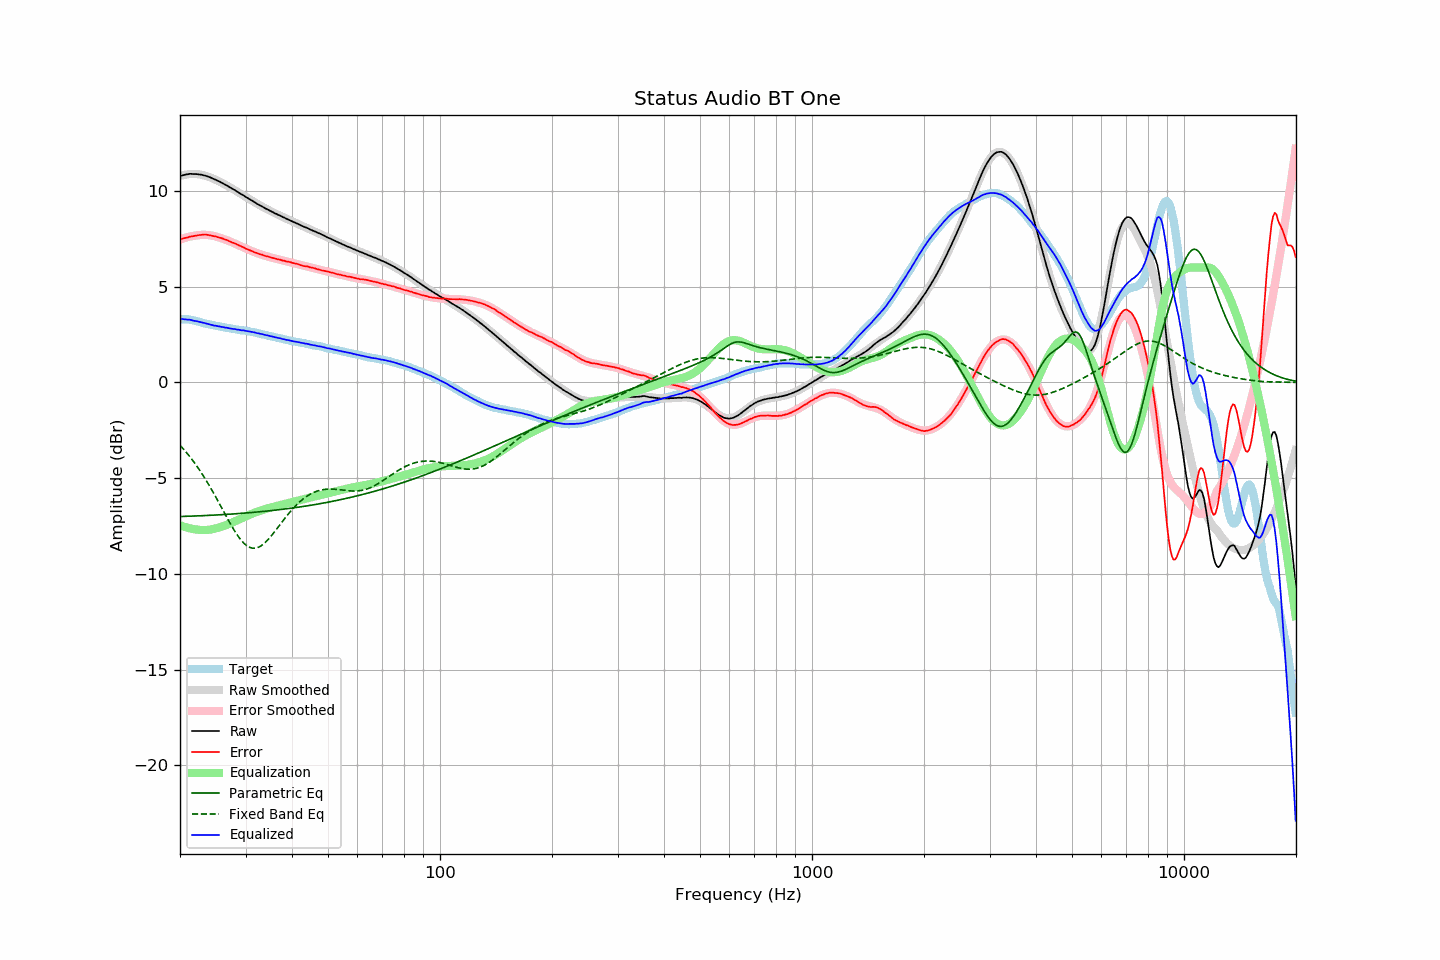 Status Audio BT One
10
5
0
−5
−10
−15
−20
Amplitude (dBr)
Target
Raw Smoothed
Error Smoothed
Raw
Error
Equalization
Parametric Eq
Fixed Band Eq
Equalized
100
1000
10000
Frequency (Hz)